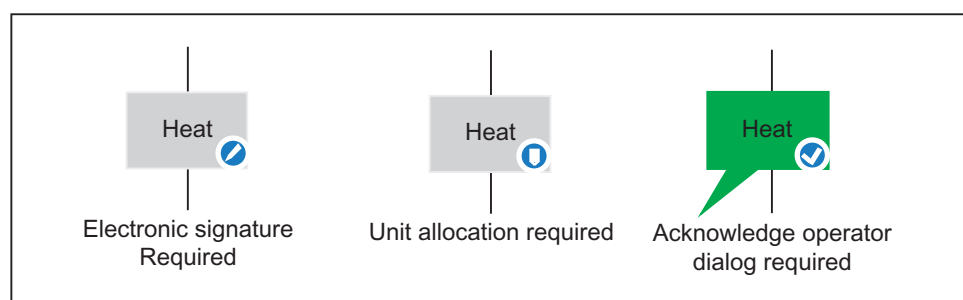 Heat
Electronic signature
Required
Heat
Unit allocation required
Heat
Acknowledge operator
dialog required